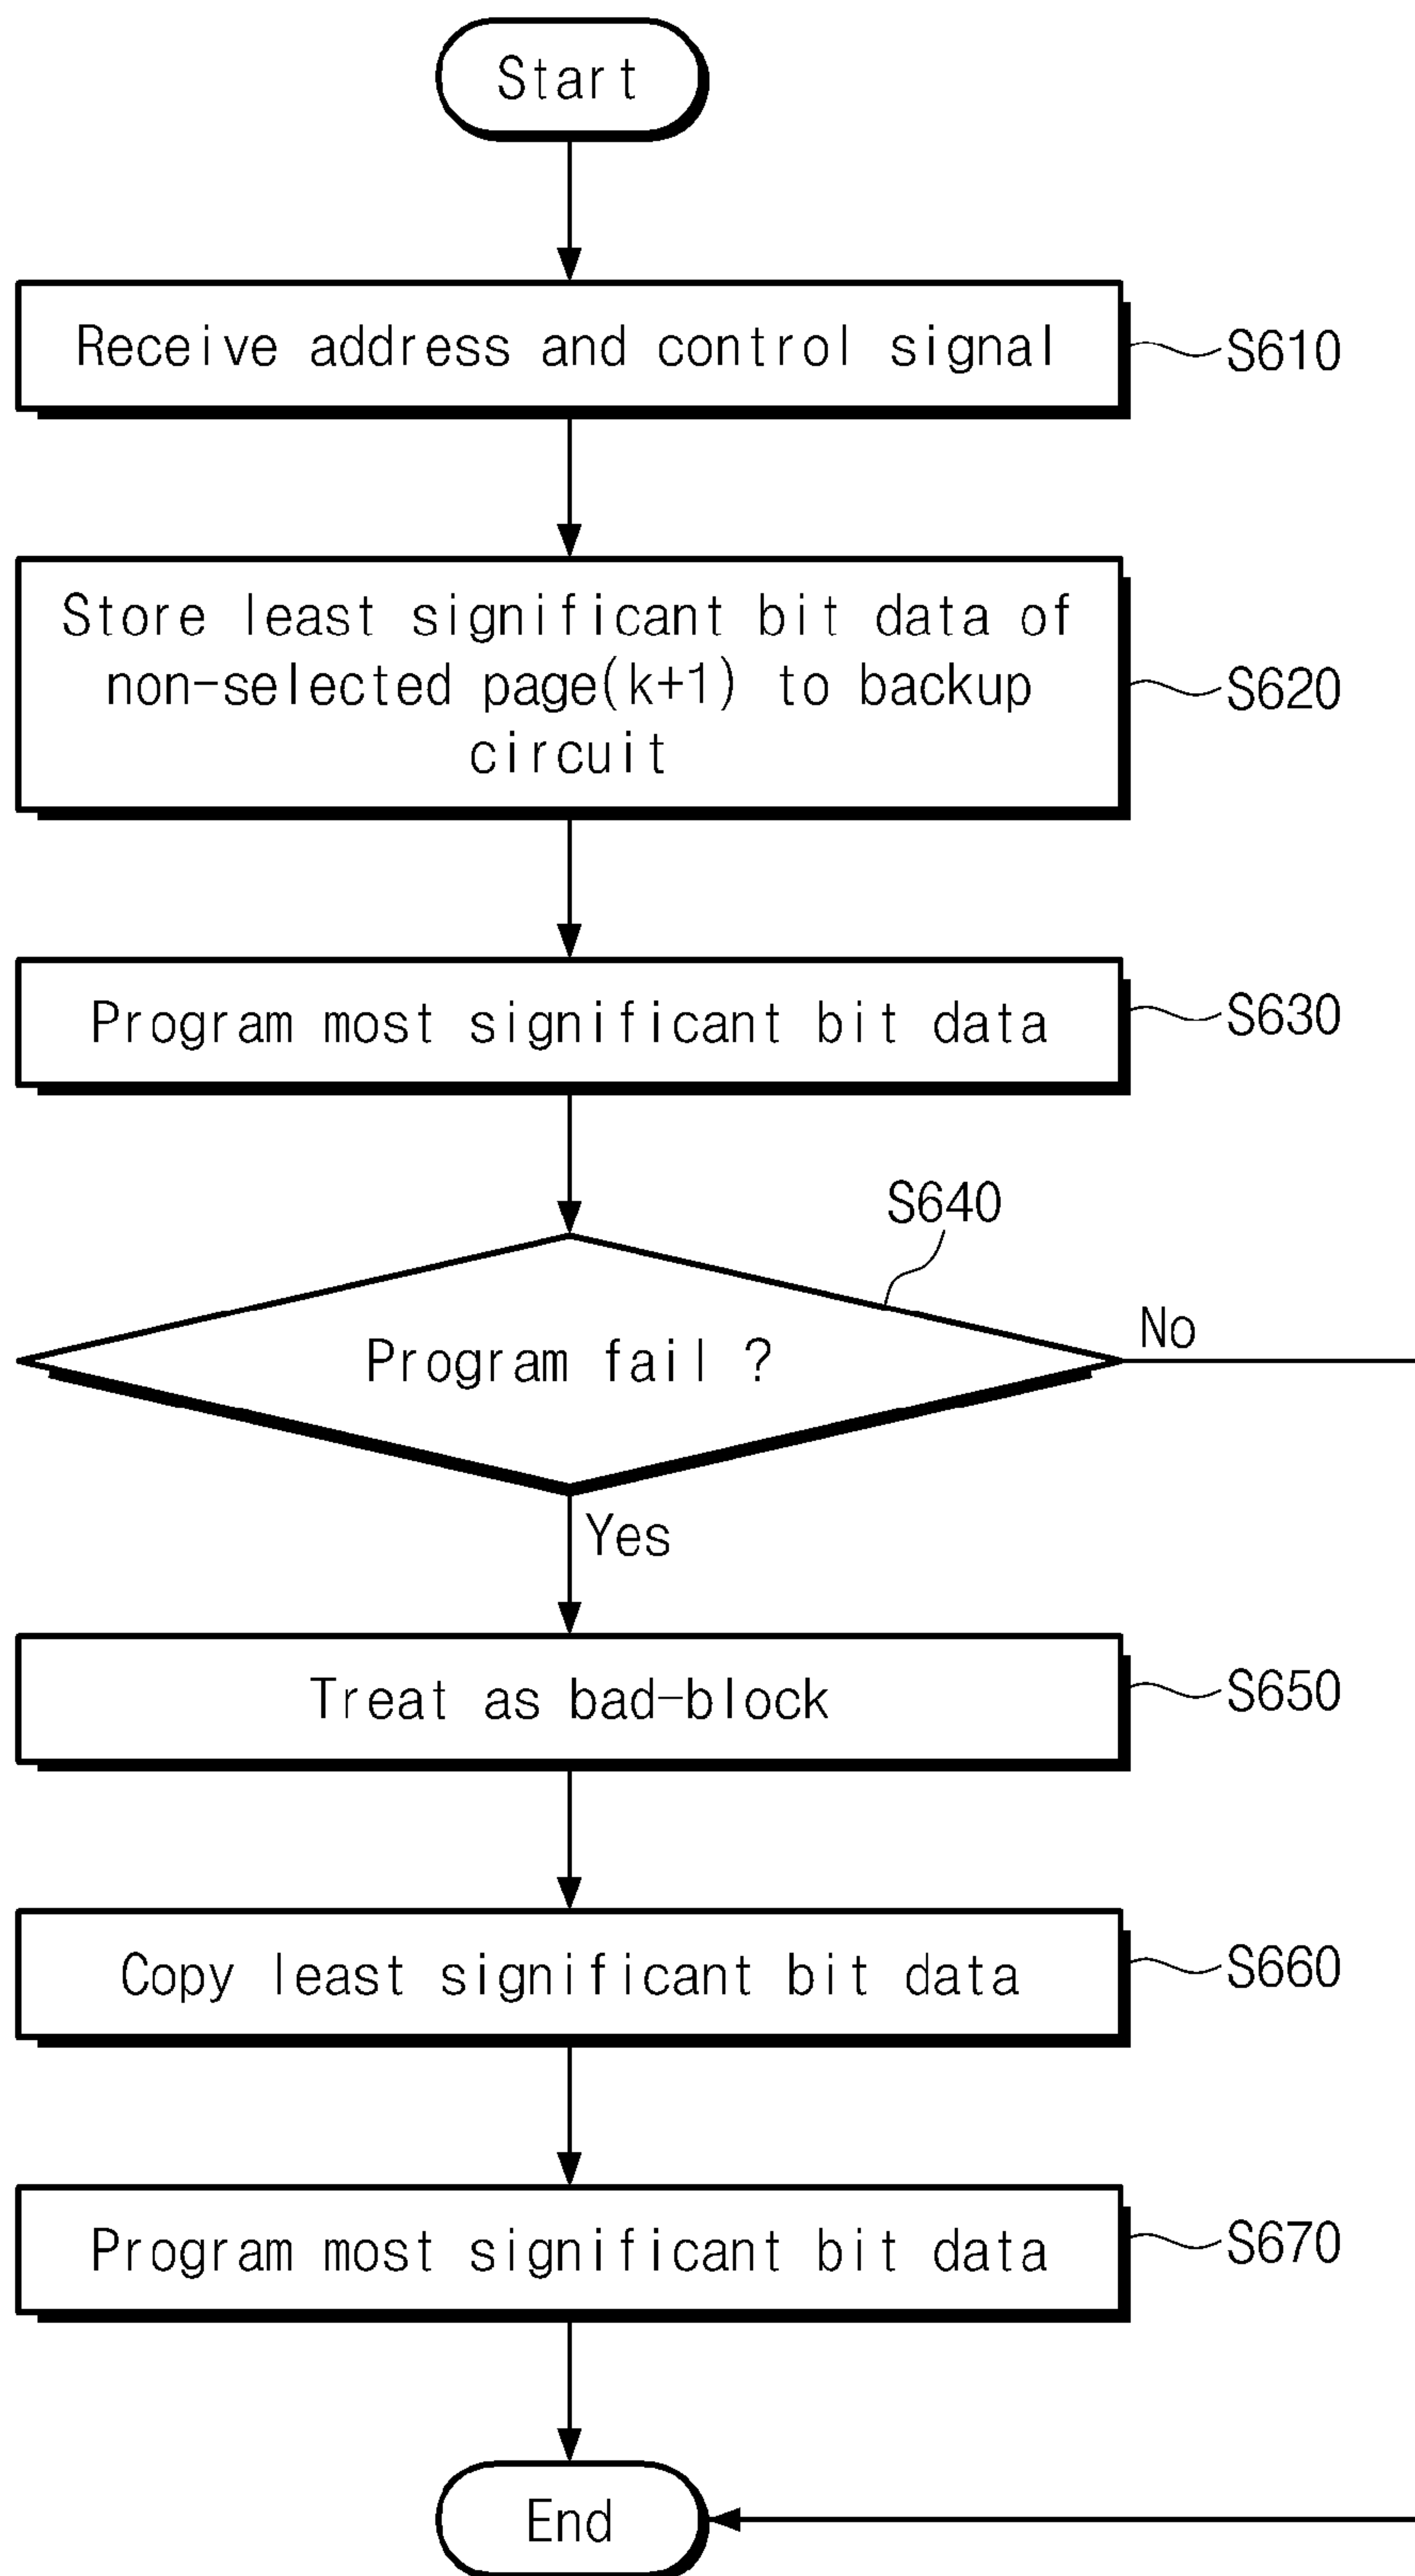 Start
Receive address and control signal
S610
Store least significant bit data of
non-selected page(k+1) to backup
circuit
S620
Program most significant bit data
S630
S640
Program fail ?
No
Yes
Treat as bad-block
S650
Copy least significant bit data
S660
Program most significant bit data
S670
End